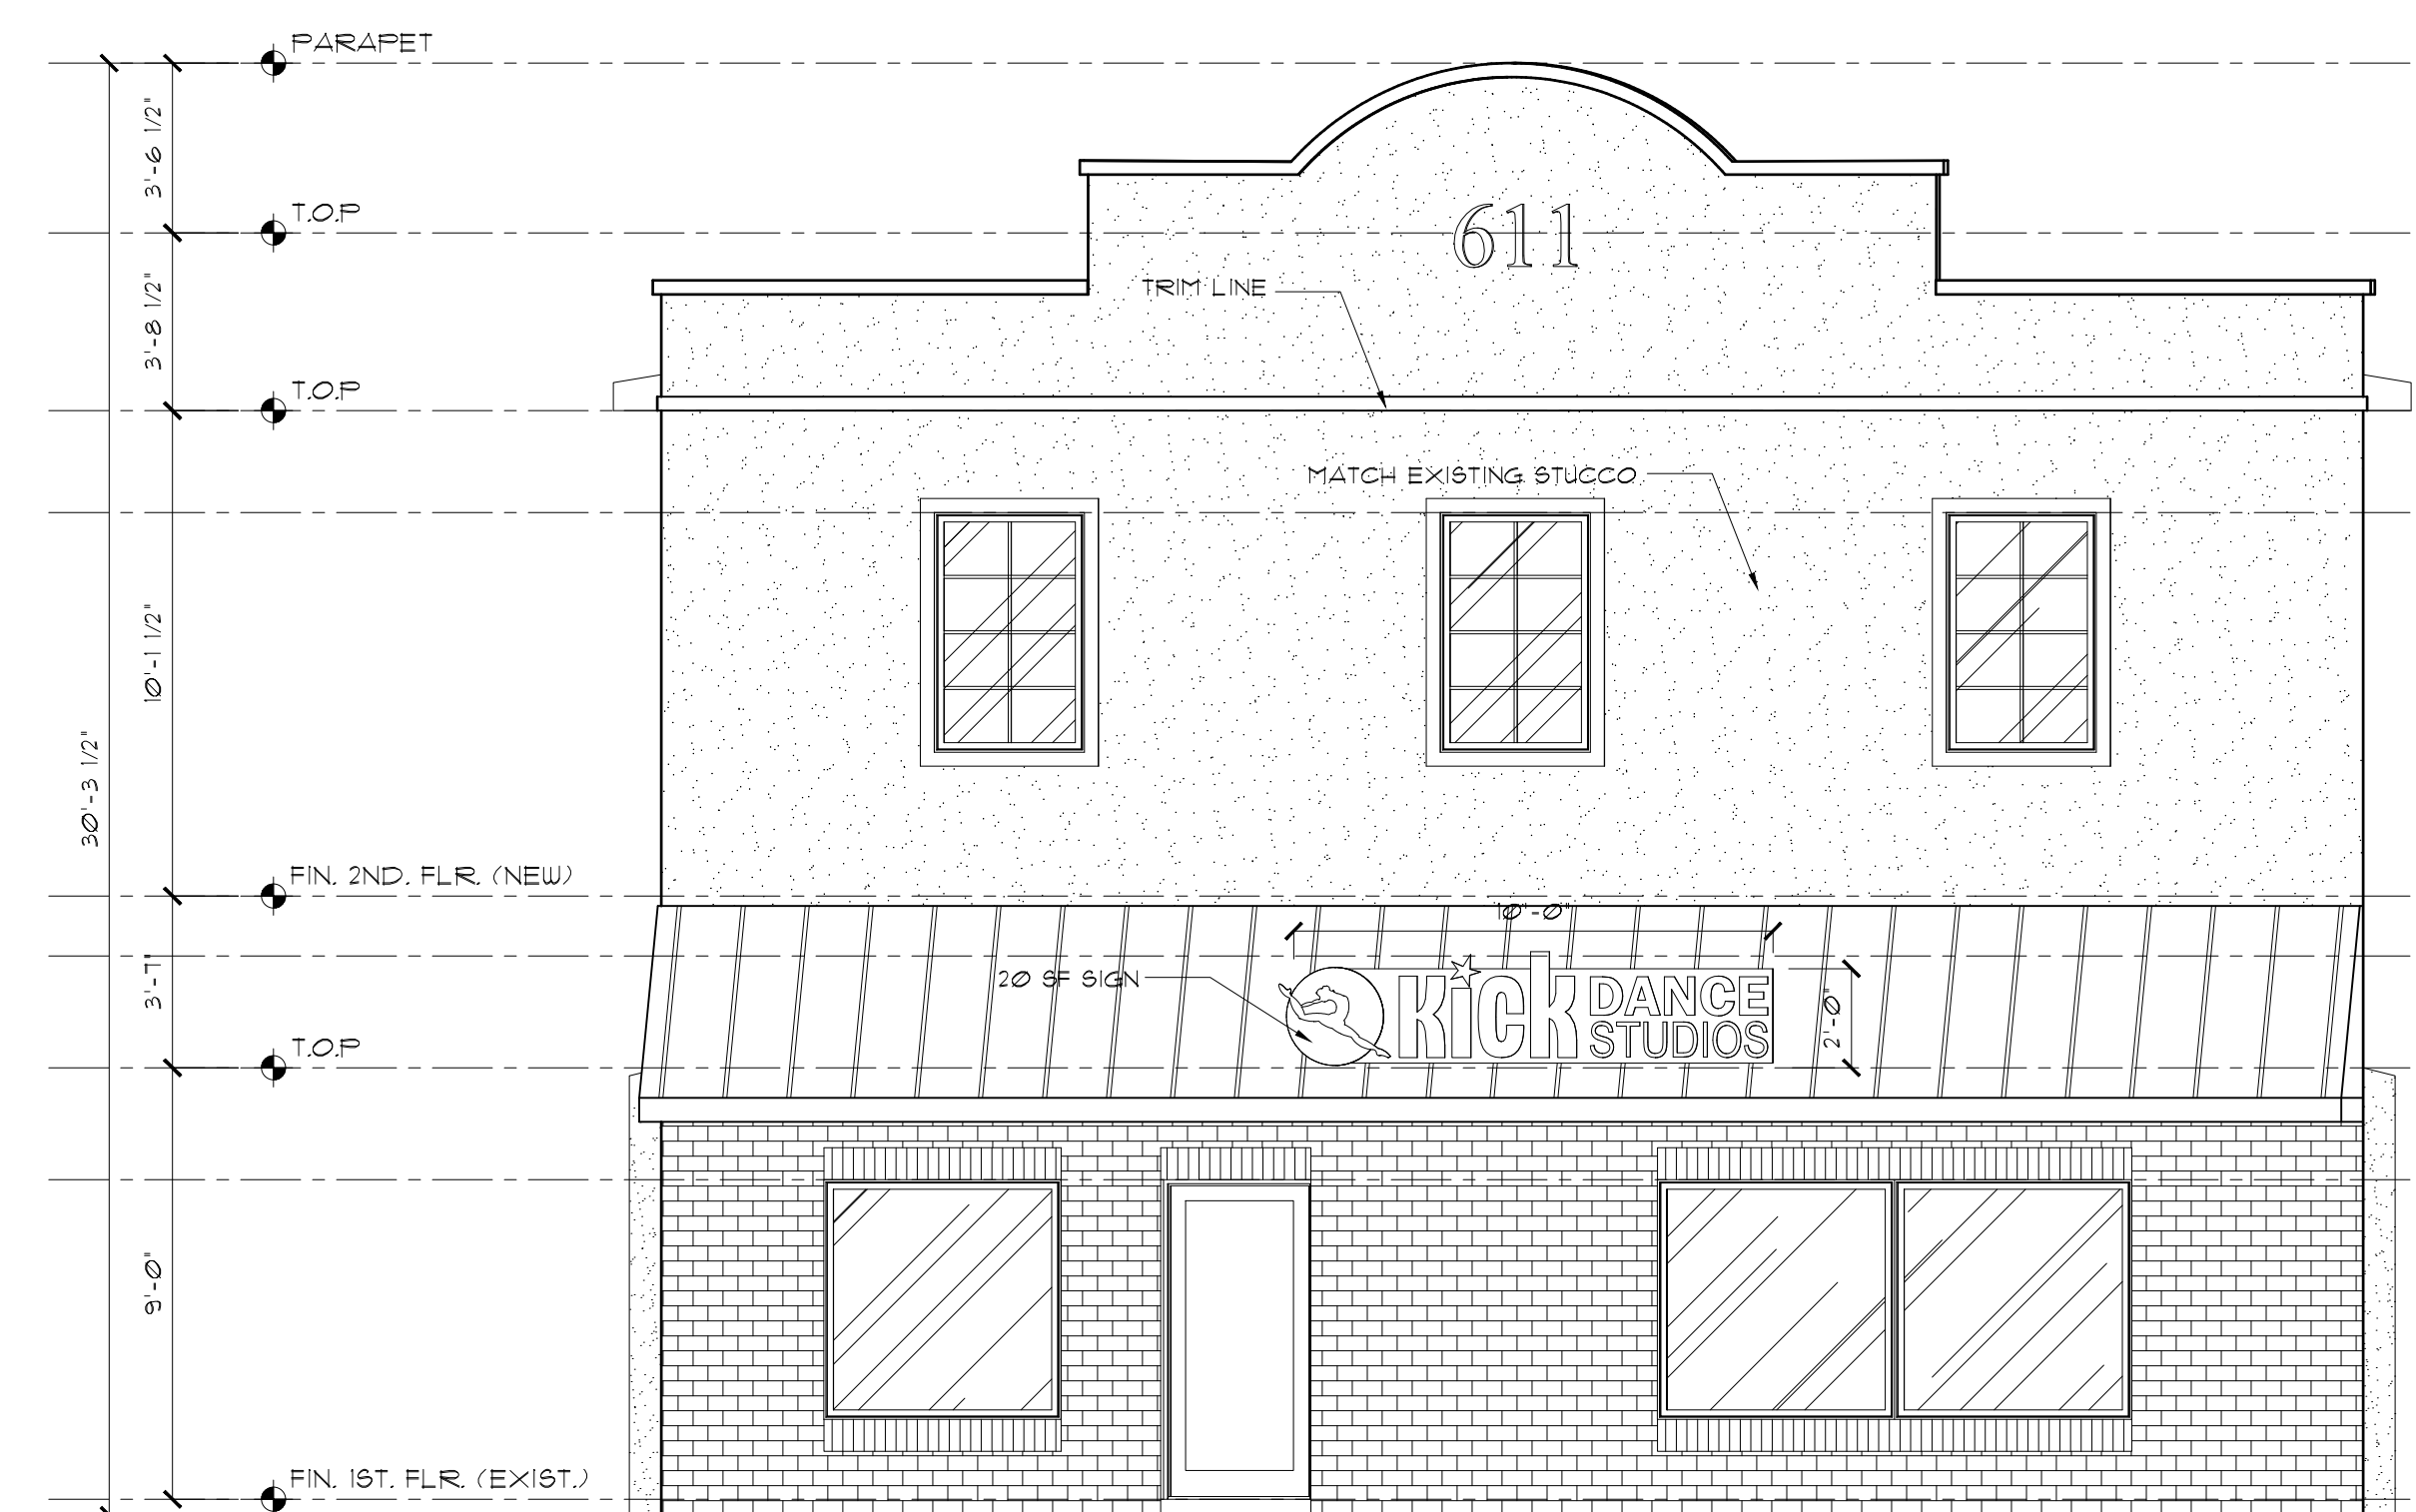 PARAPET
3'-6 1/2"
T.O.P
611
TRIM LINE
3'-8 1/2"
T.O.P
MATCH EXISTING STUCCO
10'-1 1/2"
30'-3 1/2"
FIN. 2ND. FLR. (NEW)
10'-0"
3'-7"
20 SF SIGN
KiCK DANCE
STUDIOS
2'-0"
T.O.P
9'-0"
FIN. 1ST. FLR. (EXIST.)